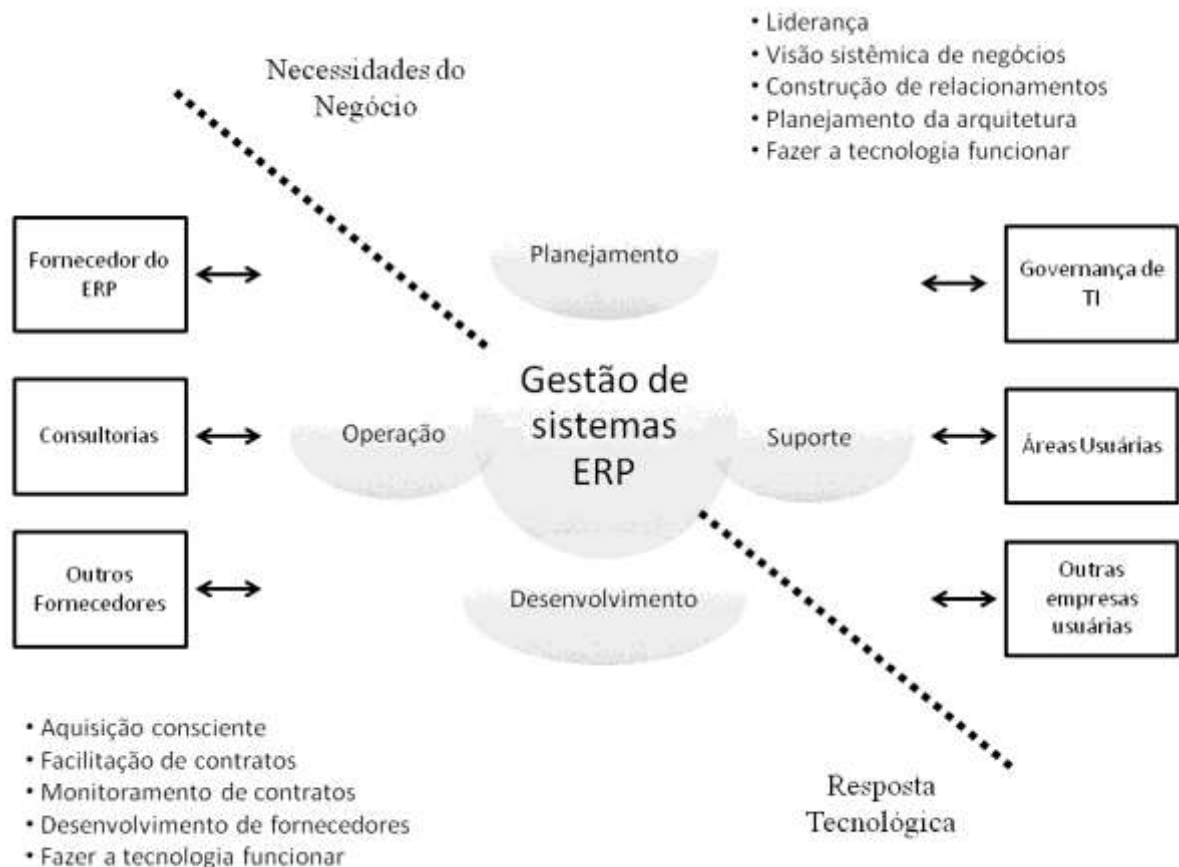 • Liderança
• Visão sistêmica de negócios
• Construção de relacionamentos
• Planejamento da arquitetura
• Fazer a tecnologia funcionar
Necessidades do
Negócio
Fornecedor do
ERP
Planejamento
Governança de
TI
Consultorias
Operação
Gestão de
sistemas
ERP
Suporte
Áreas Usuárias
Outros
Fornecedores
Desenvolvimento
Outras
empresas
usuárias
• Aquisição consciente
• Facilitação de contratos
• Monitoramento de contratos
• Desenvolvimento de fornecedores
• Fazer a tecnologia funcionar
Resposta
Tecnológica